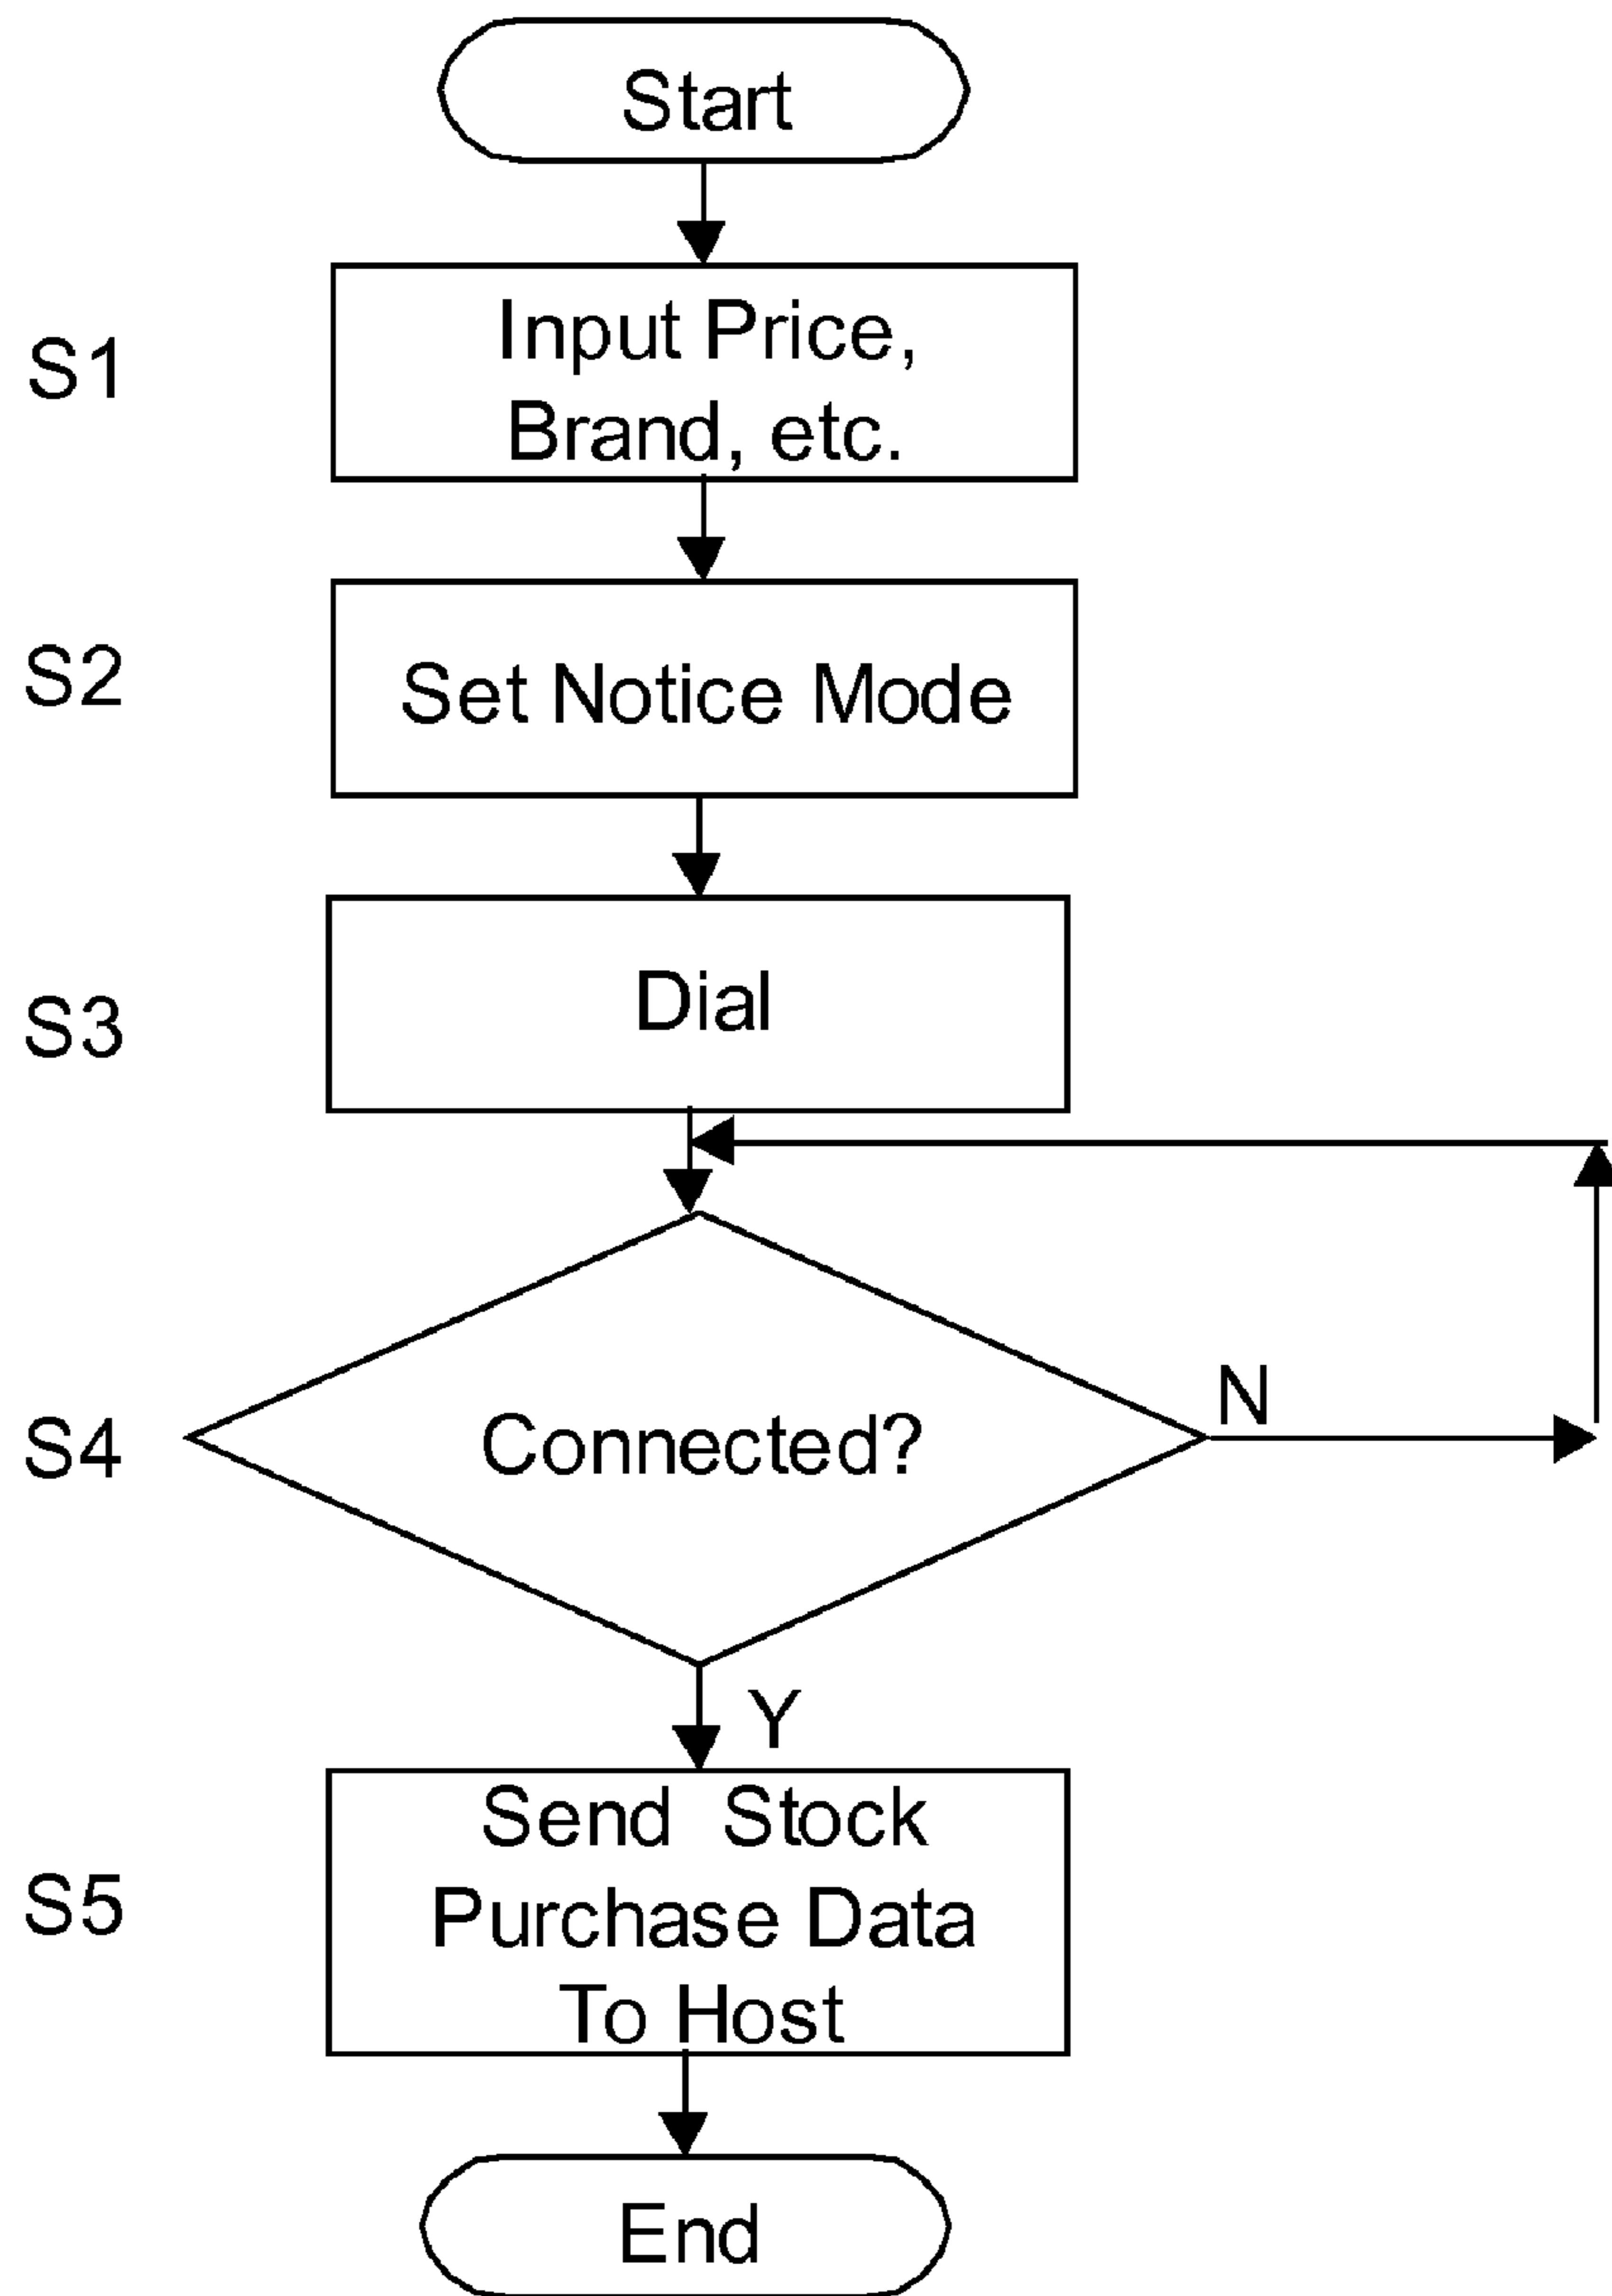 Start
S1
Input Price,
Brand, etc.
S2
Set Notice Mode
S3
Dial
S4
Connected?
N
Y
S5
Send Stock
Purchase Data
To Host
End